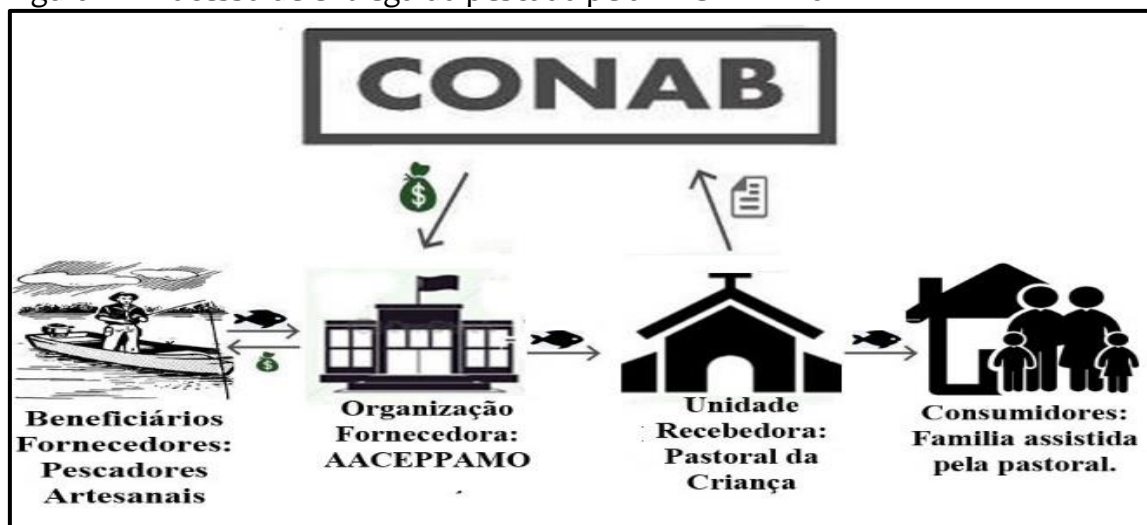 CONAB
$
$
Beneficiários
Fornecedores:
Pescadores
Artesanais
Organização
Fornecedora:
AACEPPAMO
Unidade
Recebedora:
Pastoral da
Criança
Consumidores:
Familia assistida
pela pastoral.